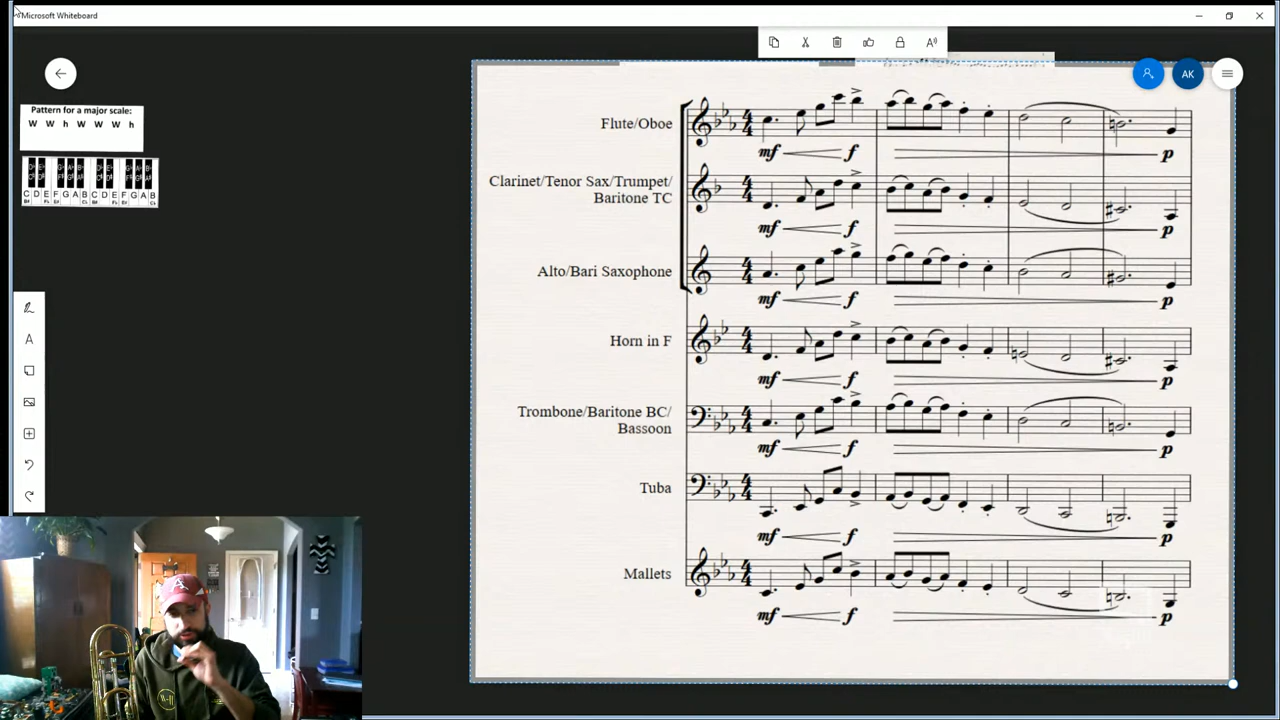 Microsoft Whiteboard
AK
Pattern for a major scale:
W W h W W W h
C D E F G A B C D E F G A B C
Flute/Oboe
mf f p
Clarinet/Tenor Sax/Trumpet/
Baritone TC
mf f p
Alto/Bari Saxophone
mf f p
Horn in F
mf f p
Trombone/Baritone BC/
Bassoon
mf f p
Tuba
mf f p
Mallets
mf f p